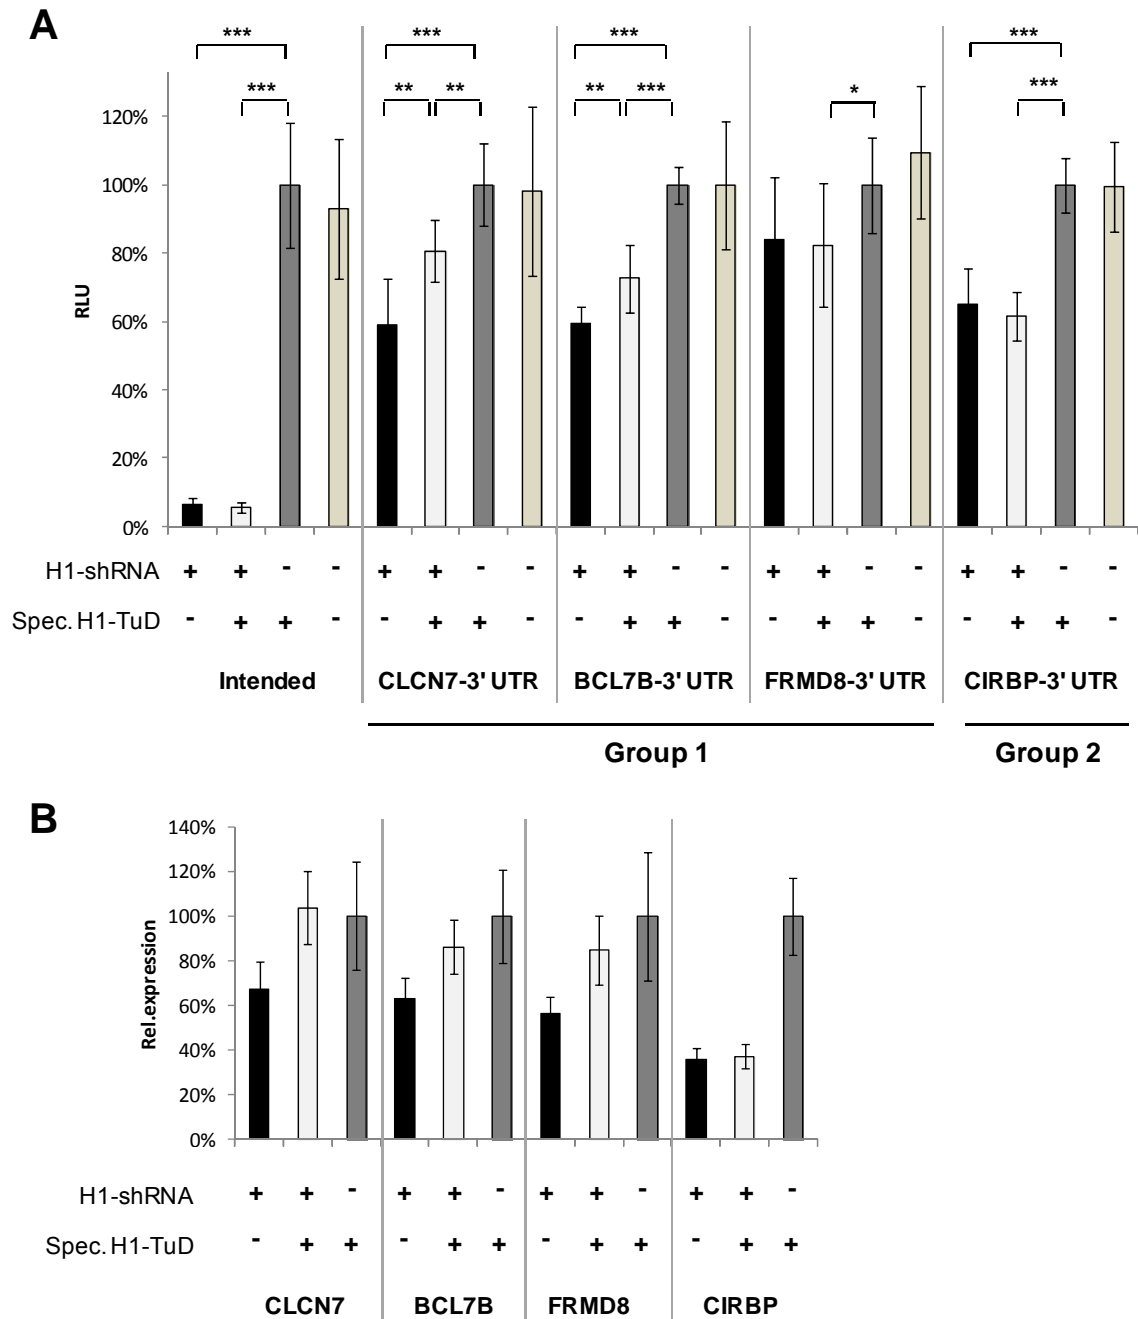 A
*** *** *** ***
*** ** ** ** *** * ***
120%
100%
80%
60%
40%
20%
0%
RLU
H1-shRNA + + - - + + - - + + - - + + - - + + - -
Spec. H1-TuD - + + - - + + - - + + - - + + - - + + -
Intended CLCN7-3' UTR BCL7B-3' UTR FRMD8-3' UTR CIRBP-3' UTR
Group 1 Group 2
B
140%
120%
100%
80%
60%
40%
20%
0%
Rel.expression
H1-shRNA + + - + + - + + - + + -
Spec. H1-TuD - + + - + + - + + - + +
CLCN7 BCL7B FRMD8 CIRBP